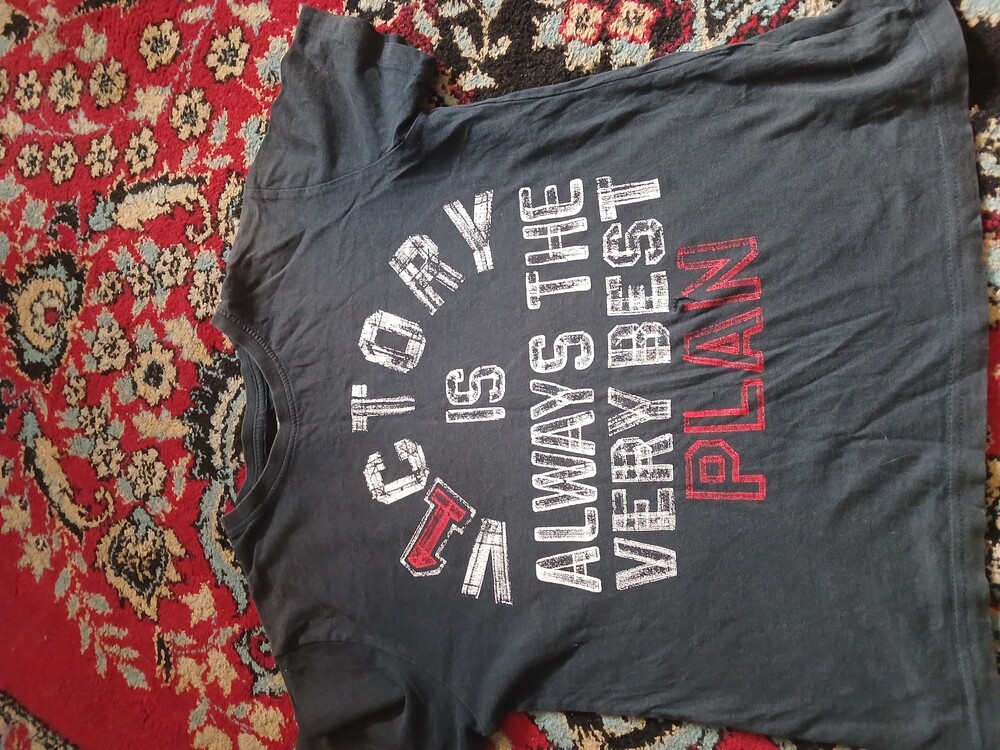 VICTORY
IS
ALWAYS THE
VERY BEST
PLAN